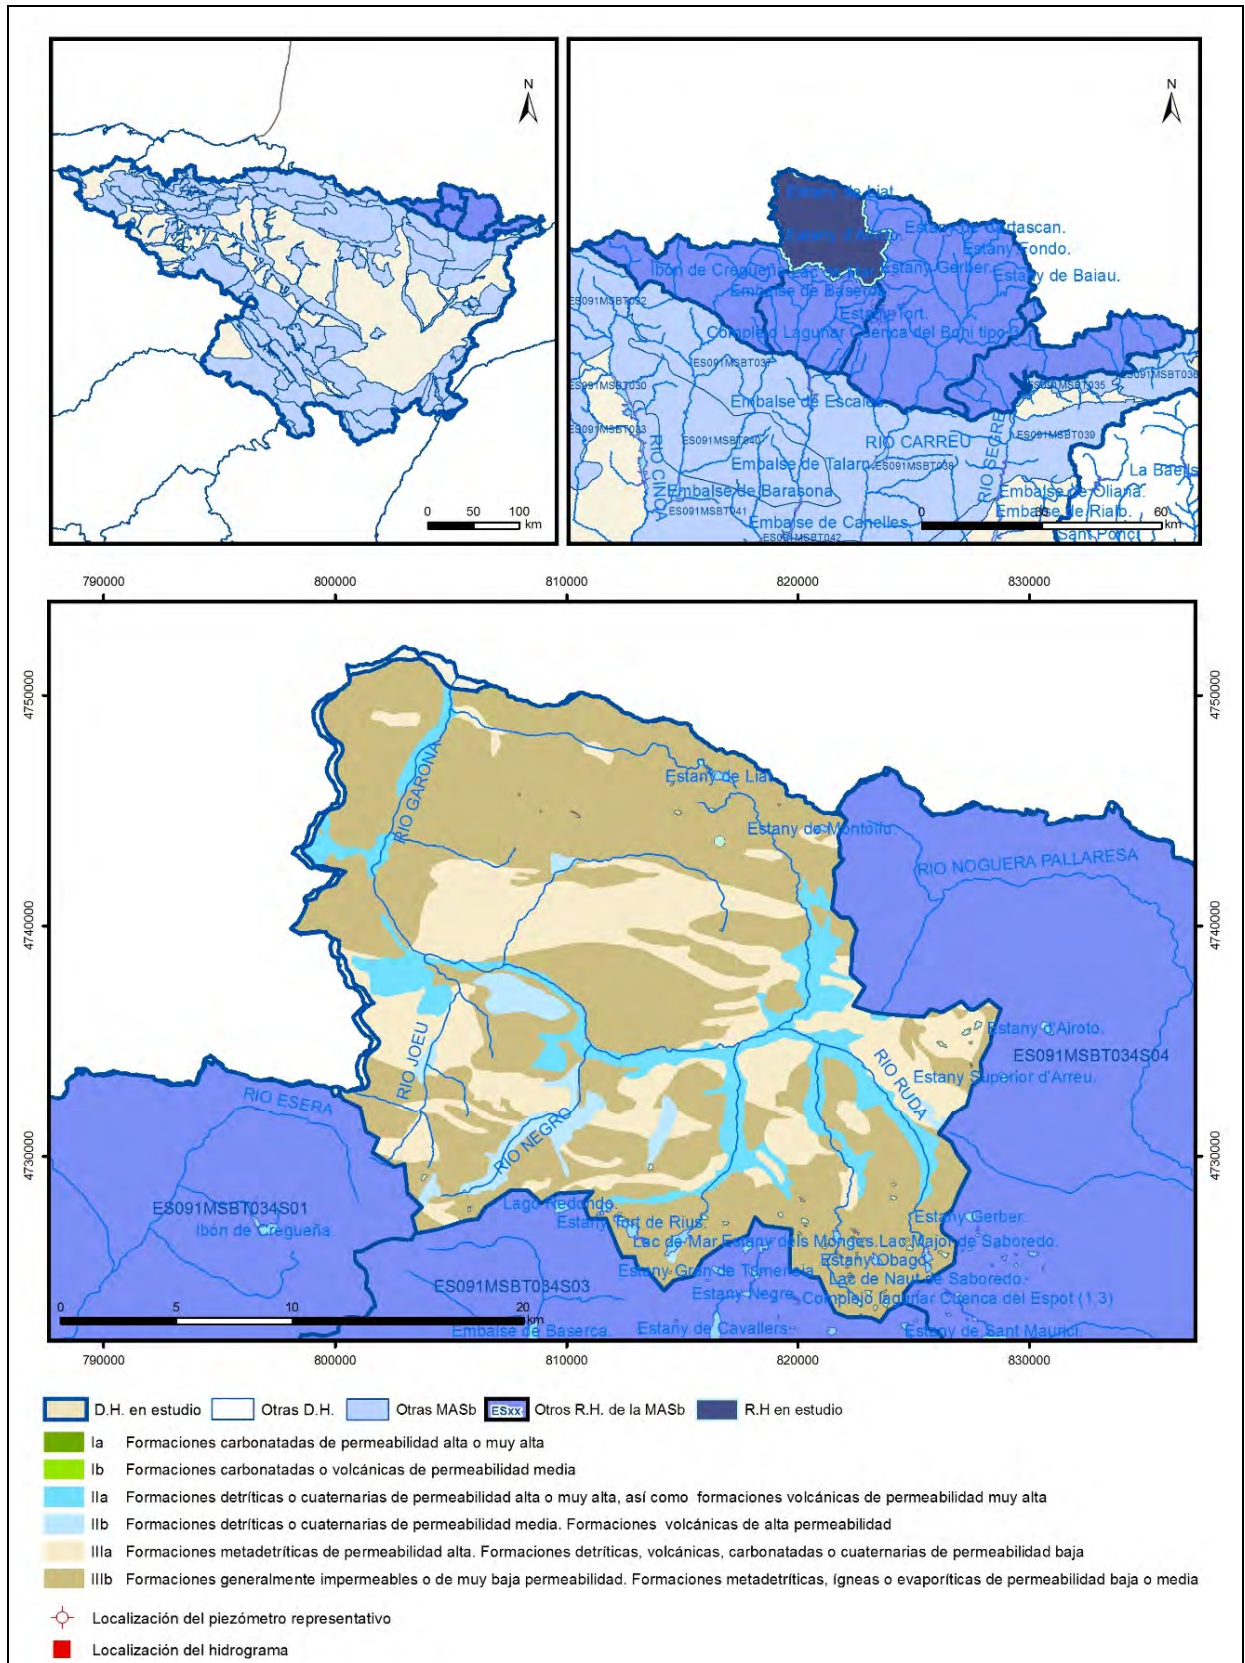 N
0 50 100
km
N
Estany de Liat.
Estany de Certascan.
Estany Fondo.
Estany Gerber.
Estany de Baiau.
Ibón de Cregueña.
Embalse de Baserca.
Estany Tort.
Complejo Lagunar Cuenca del Bohi tipo 3
ES091MSBT032
ES091MSBT037
ES091MSBT036
ES091MSBT035
ES091MSBT030
Embalse de Escales.
ES091MSBT033
ES091MSBT040
RIO CARREU
ES091MSBT039
RIO CINCA
RIO SEGRE
Embalse de Talarn.
ES091MSBT038
La Baells
Embalse de Barasona.
Embalse de Oliana.
ES091MSBT041
Embalse de Rialb.
Embalse de Canelles.
ES091MSBT042
Sant Ponç.
0 30 60
km
790000 800000 810000 820000 830000
4750000
4750000
RIO GARONA
Estany de Liat.
Estany de Montoliu.
RIO NOGUERA PALLARESA
4740000
4740000
RIO JOEU
Estany d'Airoto.
ES091MSBT034S04
RIO RUDA
Estany Superior d'Arreu.
RIO ESERA
RIO NEGRO
4730000
4730000
ES091MSBT034S01
Ibón de Cregueña.
Lago Redondo.
Estany Tort de Rius.
Estany Gerber.
Lac de Mar.
Estany dels Monges.
Lac Major de Saboredo.
Estany Obago.
Estany Gran de Tumeneia.
Lac de Naut de Saboredo.
ES091MSBT034S03
Estany Negre.
Complejo lagunar Cuenca del Espot (1,3)
0 5 10 20
km
Embalse de Baserca.
Estany de Cavallers.
Estany de Sant Maurici.
790000 800000 810000 820000 830000
D.H. en estudio
Otras D.H.
Otras MASb
ESxx
Otros R.H. de la MASb
R.H en estudio
Ia Formaciones carbonatadas de permeabilidad alta o muy alta
Ib Formaciones carbonatadas o volcánicas de permeabilidad media
IIa Formaciones detríticas o cuaternarias de permeabilidad alta o muy alta, así como formaciones volcánicas de permeabilidad muy alta
IIb Formaciones detríticas o cuaternarias de permeabilidad media. Formaciones volcánicas de alta permeabilidad
IIIa Formaciones metadetríticas de permeabilidad alta. Formaciones detríticas, volcánicas, carbonatadas o cuaternarias de permeabilidad baja
IIIb Formaciones generalmente impermeables o de muy baja permeabilidad. Formaciones metadetríticas, ígneas o evaporíticas de permeabilidad baja o media
Localización del piezómetro representativo
Localización del hidrograma